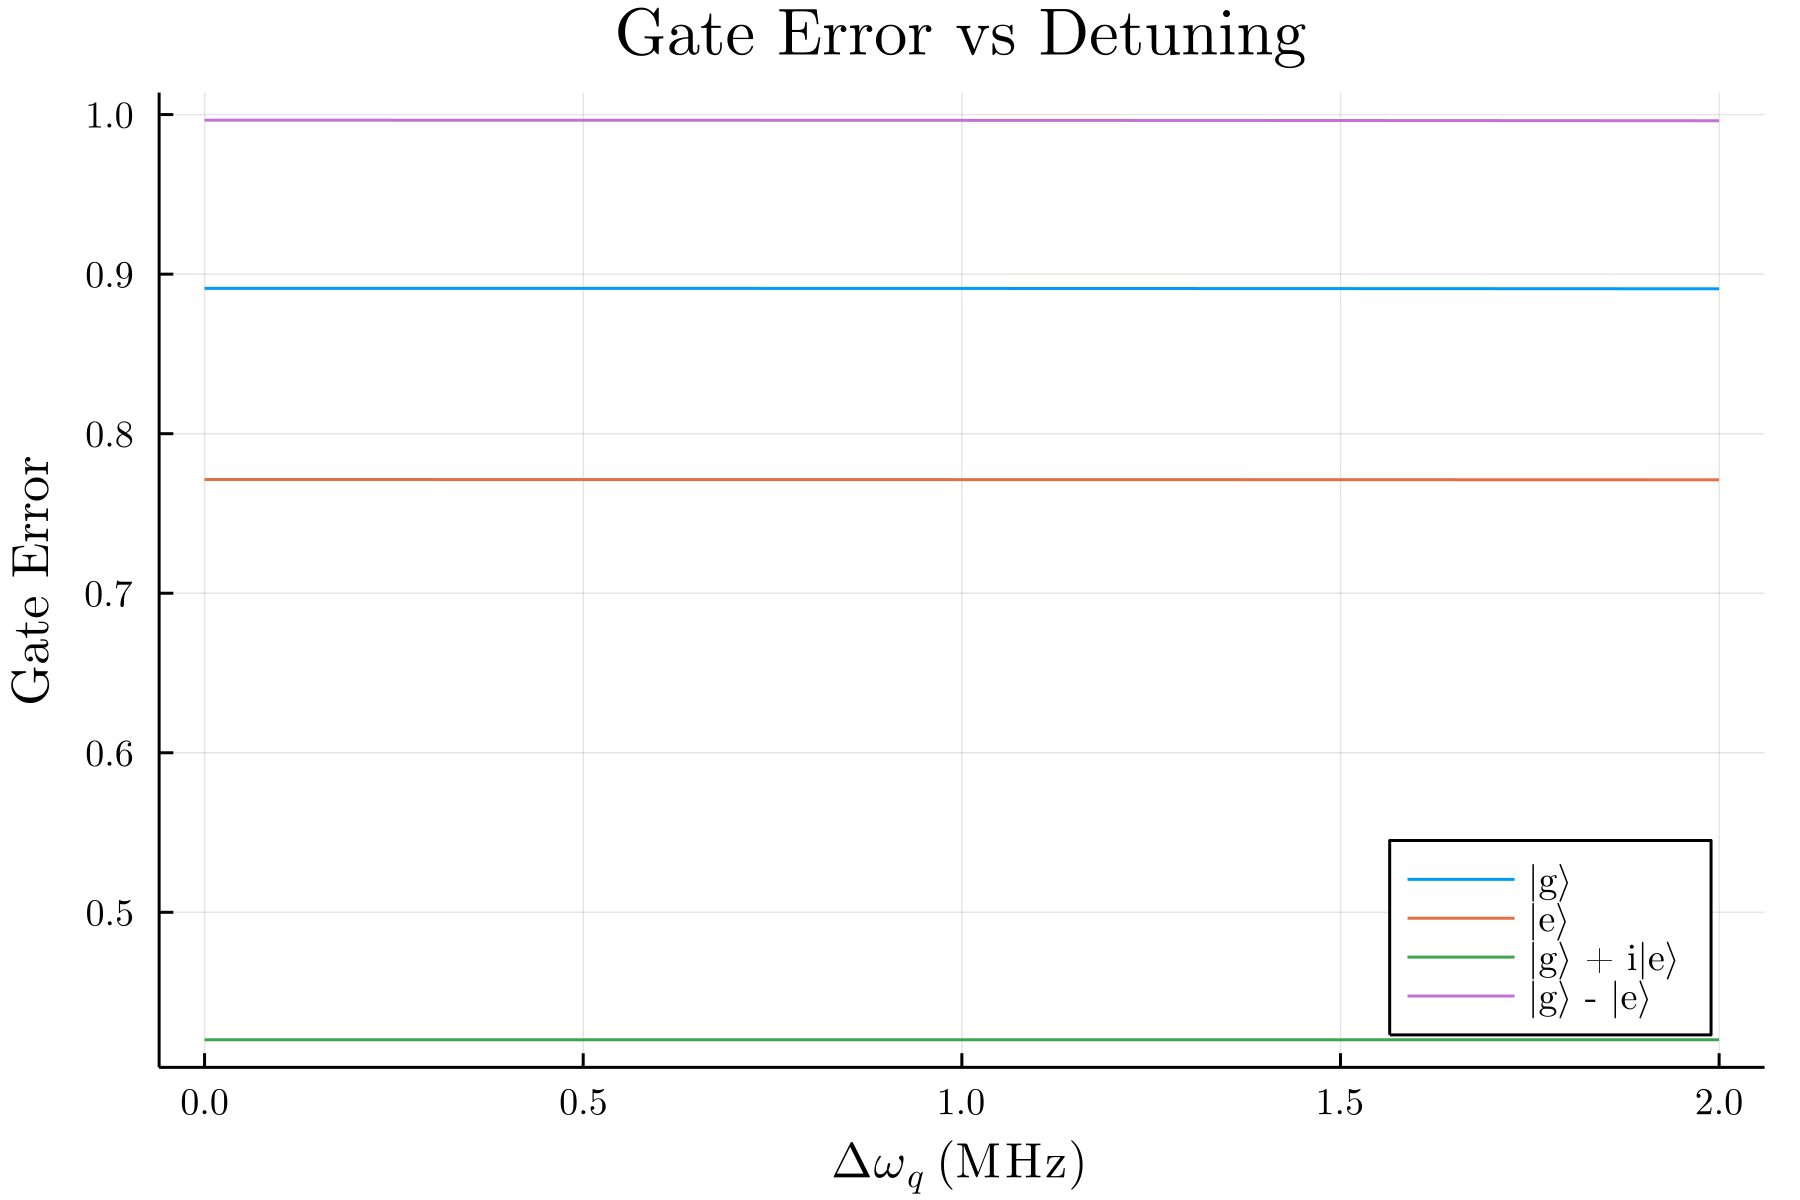 Gate Error vs Detuning
1.0
0.9
0.8
0.7
0.6
0.5
Gate Error
|g⟩
|e⟩
|g⟩ + i|e⟩
|g⟩ - |e⟩
0.0 0.5 1.0 1.5 2.0
Δω_q (MHz)